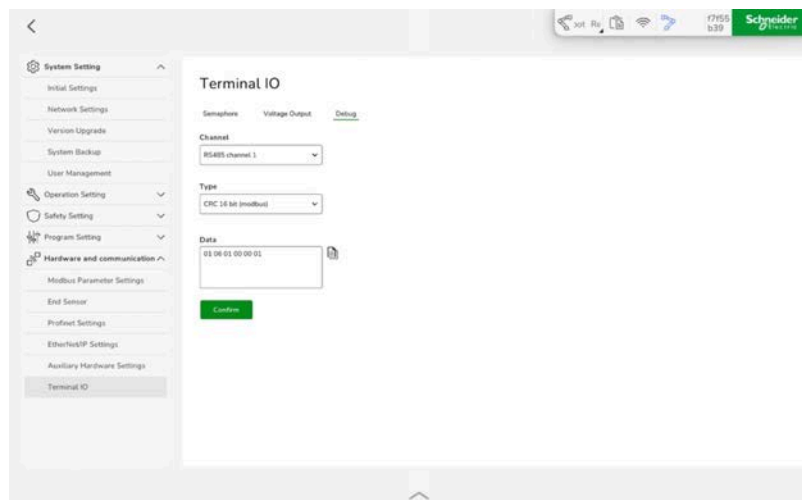 f7f55
b39
Schneider
Electric
System Setting
Initial Settings
Network Settings
Version Upgrade
System Backup
User Management
Operation Setting
Safety Setting
Program Setting
Hardware and communication
Modbus Parameter Settings
End Sensor
Profinet Settings
EtherNet/IP Settings
Auxiliary Hardware Settings
Terminal IO
Terminal IO
Semaphore Voltage Output Debug
Channel
RS485 channel 1
Type
CRC 16 bit (modbus)
Data
01 06 01 00 00 01
Confirm